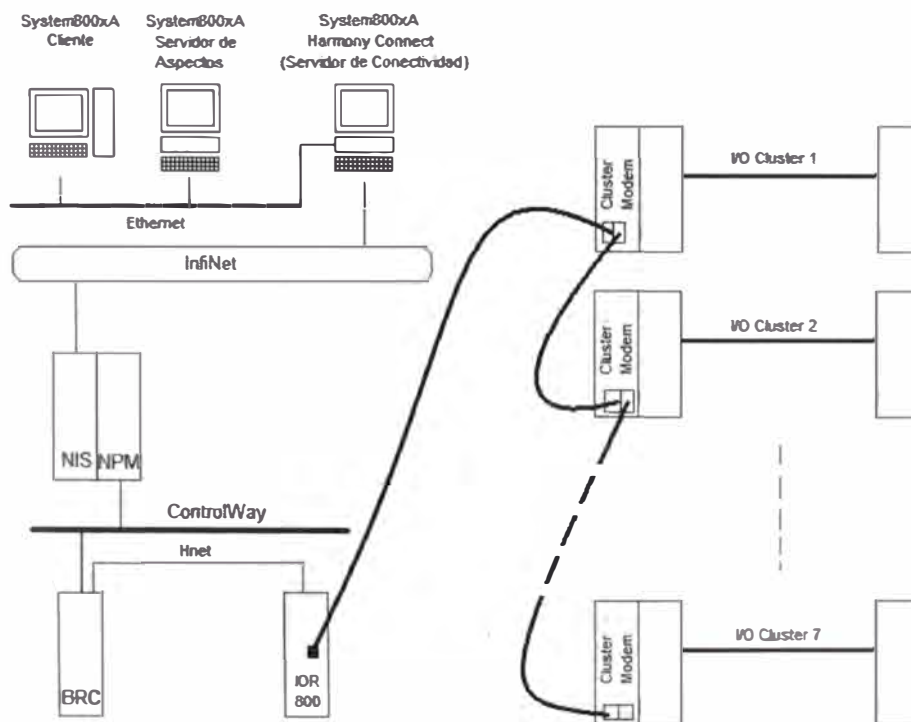 System800xA
Cliente
System800xA
Servidor de
Aspectos
System800xA
Harmony Connect
(Servidor de Conectividad)
Ethernet
InfiNet
NIS
NPM
ControlWay
Hnet
BRC
IOR
800
Cluster
Modem
I/O Cluster 1
Cluster
Modem
I/O Cluster 2
Cluster
Modem
I/O Cluster 7